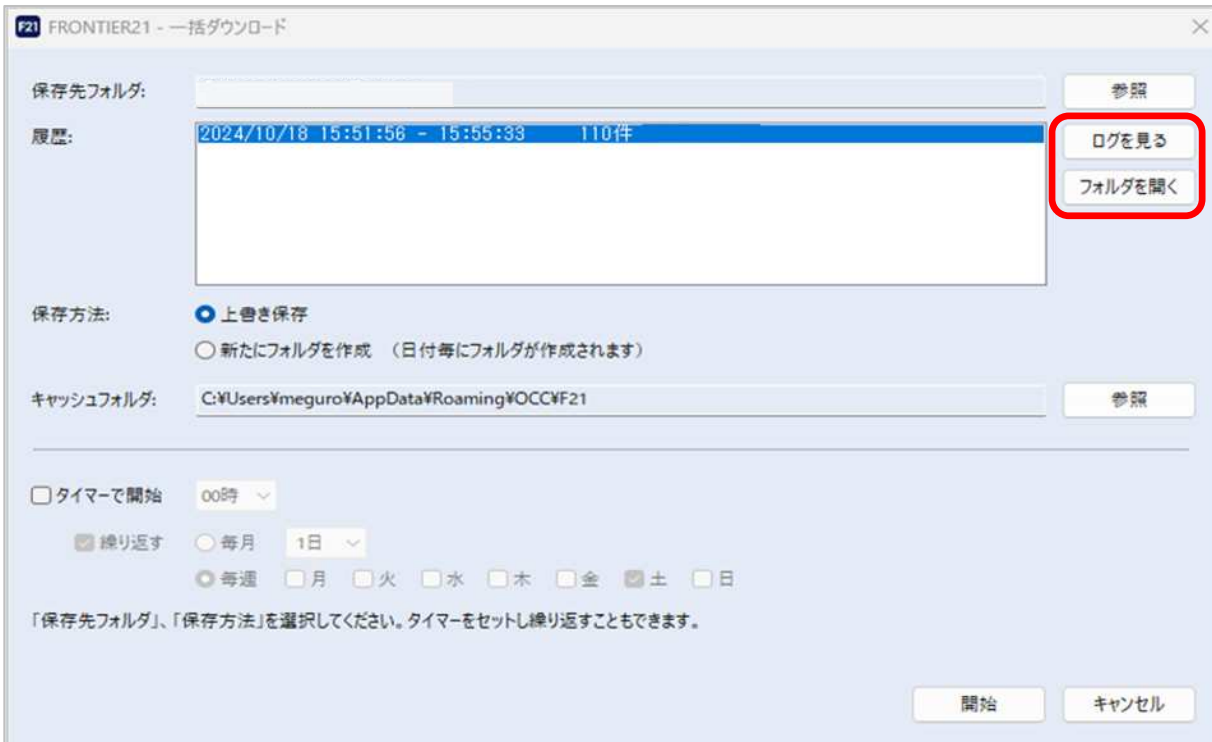 F21 FRONTIER21 - 一括ダウンロード
保存先フォルダ: 参照
履歴: 2024/10/18 15:51:56 - 15:55:33 110件 ログを見る
フォルダを開く
保存方法: 上書き保存
新たにフォルダを作成 (日付毎にフォルダが作成されます)
キャッシュフォルダ: C:¥Users¥meguro¥AppData¥Roaming¥OCC¥F21 参照
タイマーで開始 00時
繰り返す 毎月 1日
毎週 月 火 水 木 金 土 日
「保存先フォルダ」、「保存方法」を選択してください。タイマーをセットし繰り返すこともできます。
開始 キャンセル